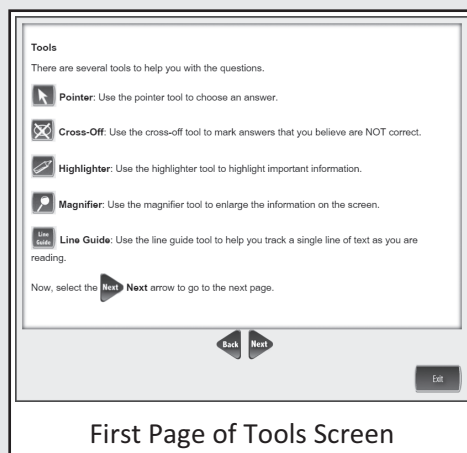 Tools
There are several tools to help you with the questions.
Pointer: Use the pointer tool to choose an answer.
Cross-Off: Use the cross-off tool to mark answers that you believe are NOT correct.
Highlighter: Use the highlighter tool to highlight important information.
Magnifier: Use the magnifier tool to enlarge the information on the screen.
Line Guide Line Guide: Use the line guide tool to help you track a single line of text as you are
reading.
Now, select the Next Next arrow to go to the next page.
Back Next
Exit
First Page of Tools Screen